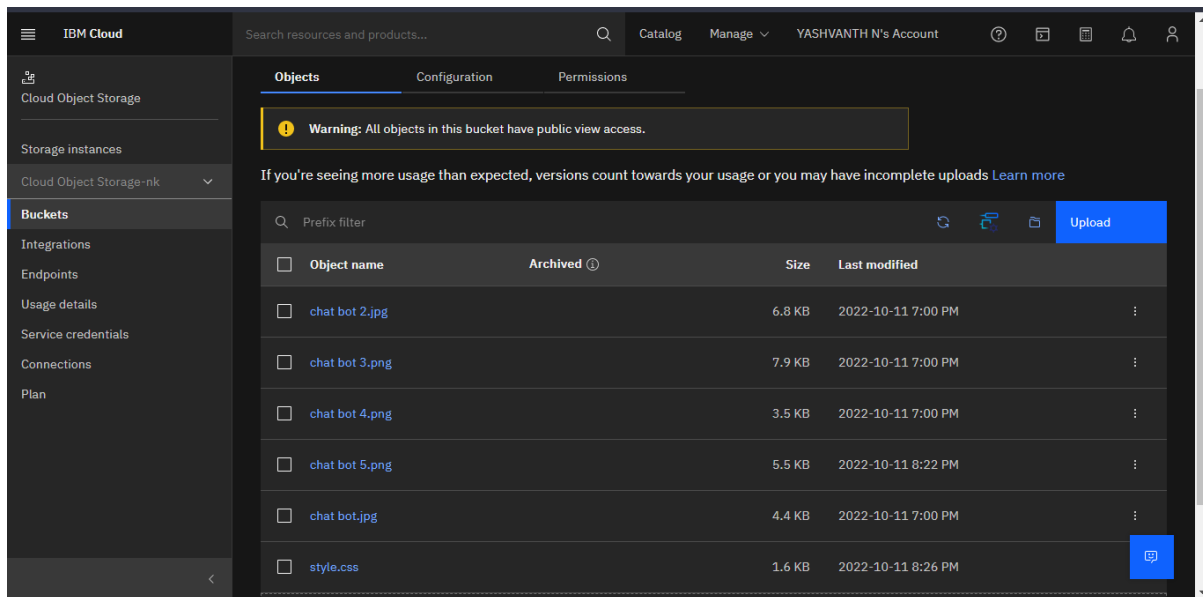 IBM Cloud
Search resources and products...
Catalog
Manage
YASHVANTH N's Account
Cloud Object Storage
Storage instances
Cloud Object Storage-nk
Buckets
Integrations
Endpoints
Usage details
Service credentials
Connections
Plan
Objects
Configuration
Permissions
Warning: All objects in this bucket have public view access.
If you're seeing more usage than expected, versions count towards your usage or you may have incomplete uploads Learn more
Prefix filter
Upload
Object name Archived Size Last modified
chat bot 2.jpg 6.8 KB 2022-10-11 7:00 PM
chat bot 3.png 7.9 KB 2022-10-11 7:00 PM
chat bot 4.png 3.5 KB 2022-10-11 7:00 PM
chat bot 5.png 5.5 KB 2022-10-11 8:22 PM
chat bot.jpg 4.4 KB 2022-10-11 7:00 PM
style.css 1.6 KB 2022-10-11 8:26 PM